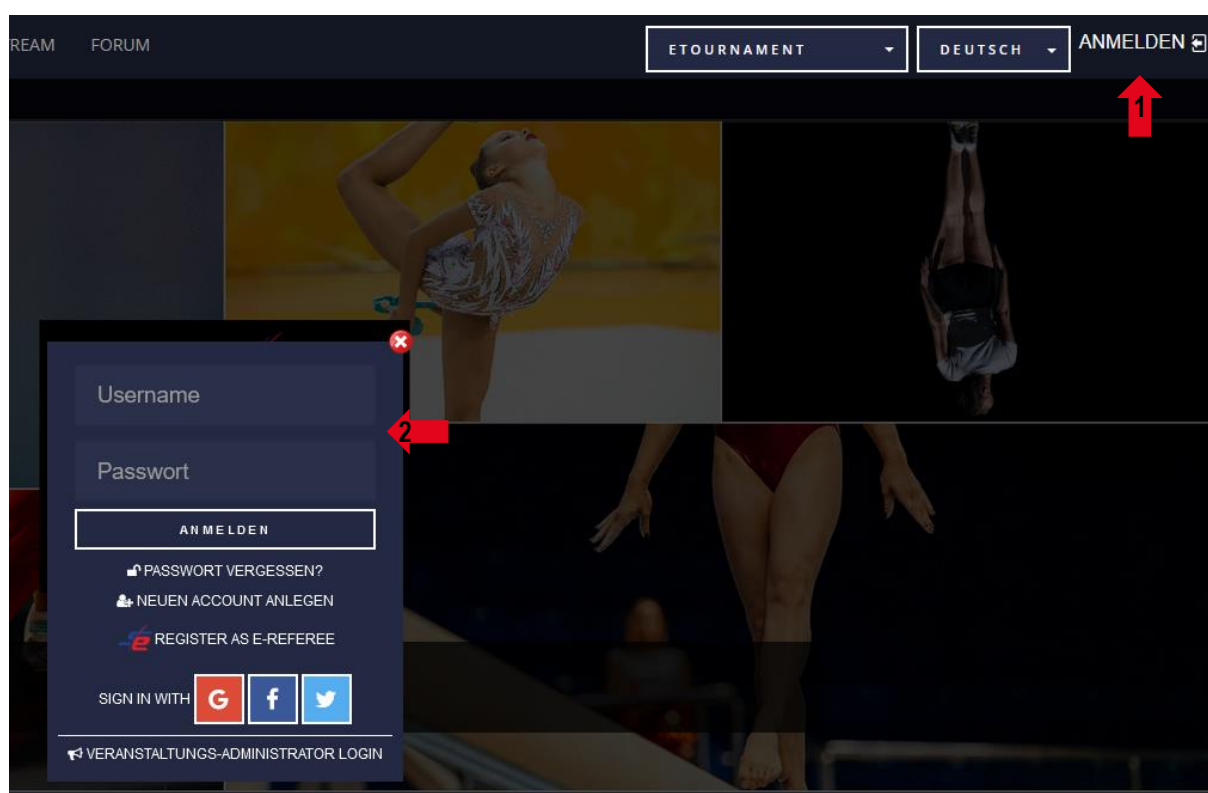 REAM FORUM ETOURNAMENT DEUTSCH ANMELDEN
1
Username
2
Passwort
ANMELDEN
PASSWORT VERGESSEN?
NEUEN ACCOUNT ANLEGEN
e REGISTER AS E-REFEREE
SIGN IN WITH G f
VERANSTALTUNGS-ADMINISTRATOR LOGIN